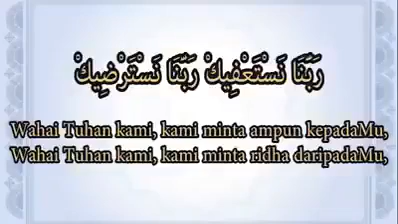 رَبَّنَا نَسْتَعْفِيكْ رَبَّنَا نَسْتَرْضِيكْ
Wahai Tuhan kami, kami minta ampun kepadaMu,
Wahai Tuhan kami, kami minta ridha daripadaMu,